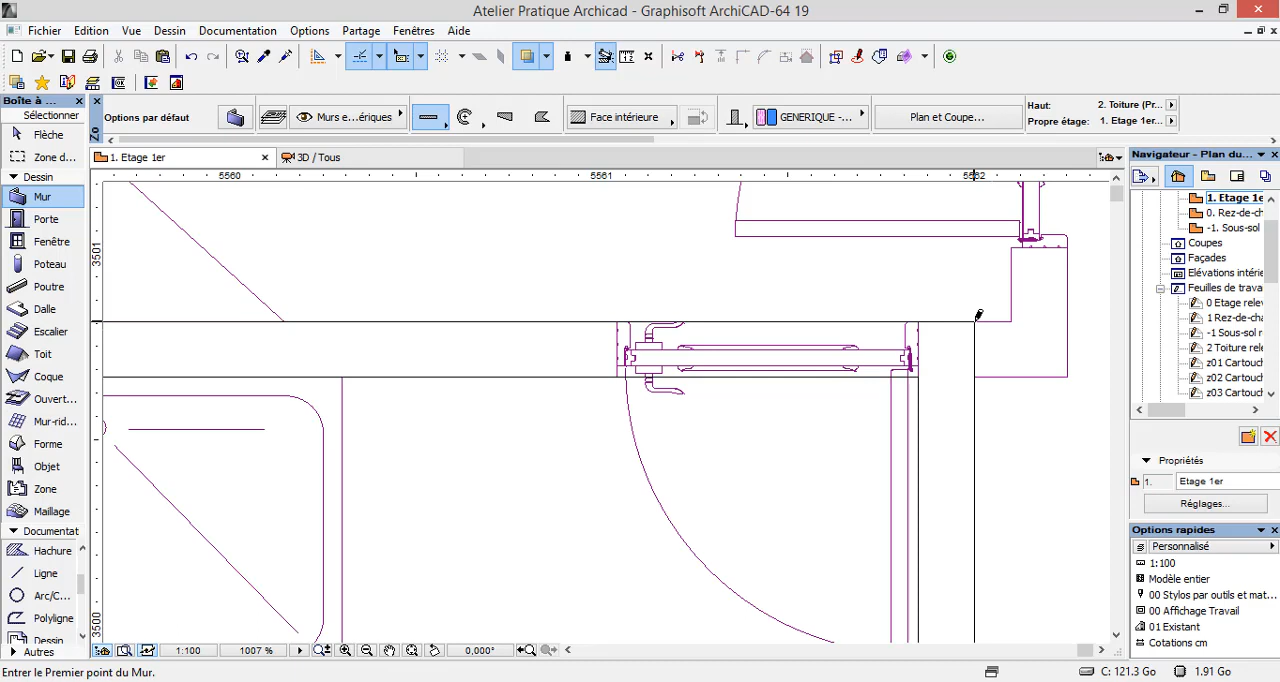 Atelier Pratique Archicad - Graphisoft ArchiCAD-64 19
Fichier Edition Vue Dessin Documentation Options Partage Fenêtres Aide
Boîte à ...
Sélectionner
Flèche
Zone d...
Dessin
Mur
Porte
Fenêtre
Poteau
Poutre
Dalle
Escalier
Toit
Coque
Ouvert...
Mur-rid...
Forme
Objet
Zone
Maillage
Documentat
Hachure
Ligne
Arc/C...
Polyligne
Dessin
Autres
Options par défaut
Murs e...ériques
Face intérieure
GENERIQUE -...
Plan et Coupe...
Haut:
2. Toiture (Pr...
Propre étage:
1. Etage 1er...
1. Etage 1er
3D / Tous
5560 5561 5562
3501
3500
1:100 1007 % 0,000°
Navigateur - Plan du...
1. Etage 1e
0. Rez-de-cha
-1. Sous-sol
Coupes
Façades
Elévations intérie
Feuilles de trava
0 Etage relev
1 Rez-de-cha
-1 Sous-sol r
2 Toiture rele
z01 Cartouch
z02 Cartouch
z03 Cartouch
Propriétés
1. Etage 1er
Réglages...
Options rapides
Personnalisé
1:100
Modèle entier
00 Stylos par outils et mat...
00 Affichage Travail
01 Existant
Cotations cm
Entrer le Premier point du Mur.
C: 121.3 Go 1.91 Go